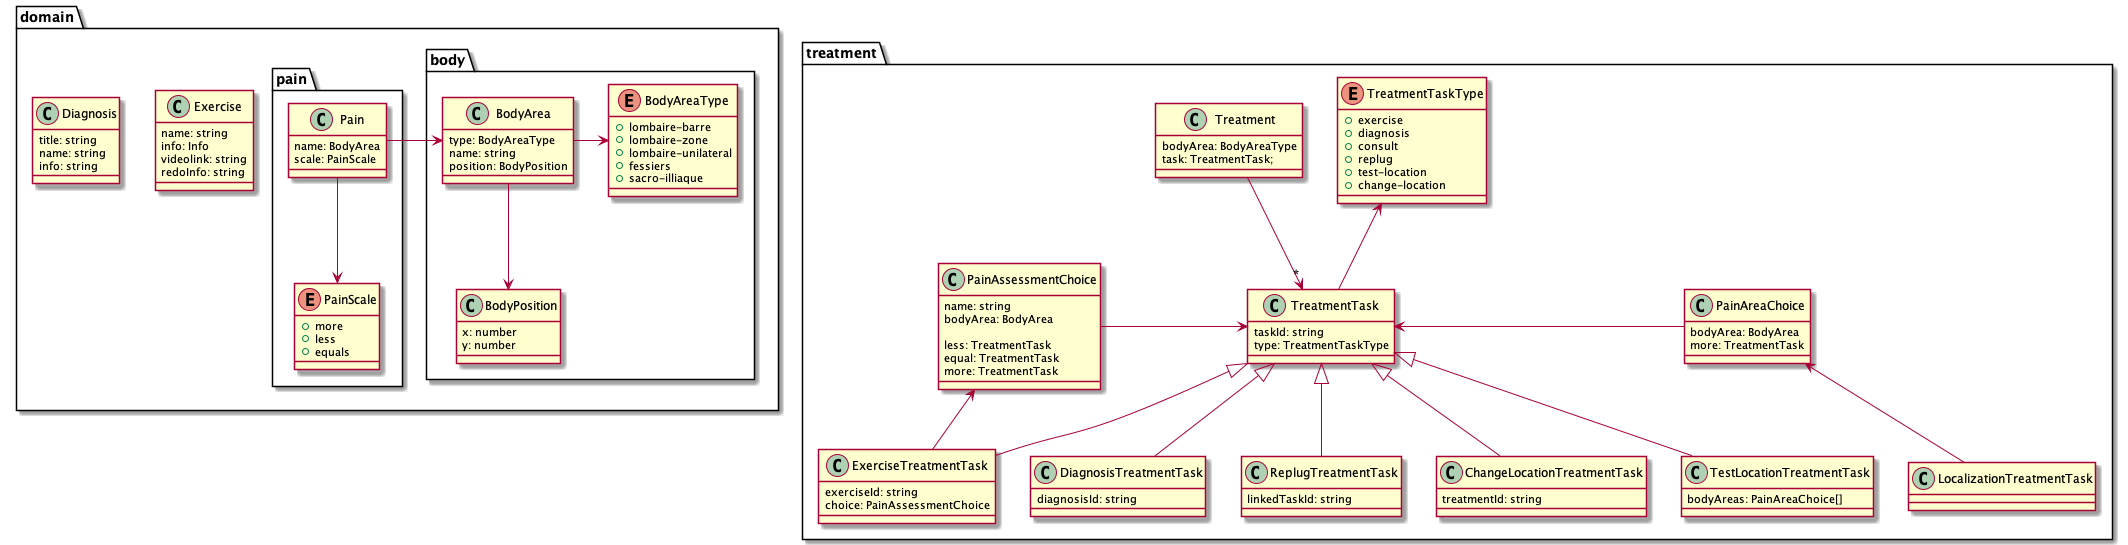 domain
C Diagnosis
title: string
name: string
info: string
C Exercise
name: string
info: Info
videolink: string
redoInfo: string
pain
C Pain
name: BodyArea
scale: PainScale
E PainScale
more
less
equals
body
C BodyArea
type: BodyAreaType
name: string
position: BodyPosition
E BodyAreaType
lombaire-barre
lombaire-zone
lombaire-unilateral
fessiers
sacro-illiaque
C BodyPosition
x: number
y: number
treatment
C Treatment
bodyArea: BodyAreaType
task: TreatmentTask;
E TreatmentTaskType
exercise
diagnosis
consult
replug
test-location
change-location
*
C PainAssessmentChoice
name: string
bodyArea: BodyArea
less: TreatmentTask
equal: TreatmentTask
more: TreatmentTask
C TreatmentTask
taskId: string
type: TreatmentTaskType
C PainAreaChoice
bodyArea: BodyArea
more: TreatmentTask
C ExerciseTreatmentTask
exerciseId: string
choice: PainAssessmentChoice
C DiagnosisTreatmentTask
diagnosisId: string
C ReplugTreatmentTask
linkedTaskId: string
C ChangeLocationTreatmentTask
treatmentId: string
C TestLocationTreatmentTask
bodyAreas: PainAreaChoice[]
C LocalizationTreatmentTask